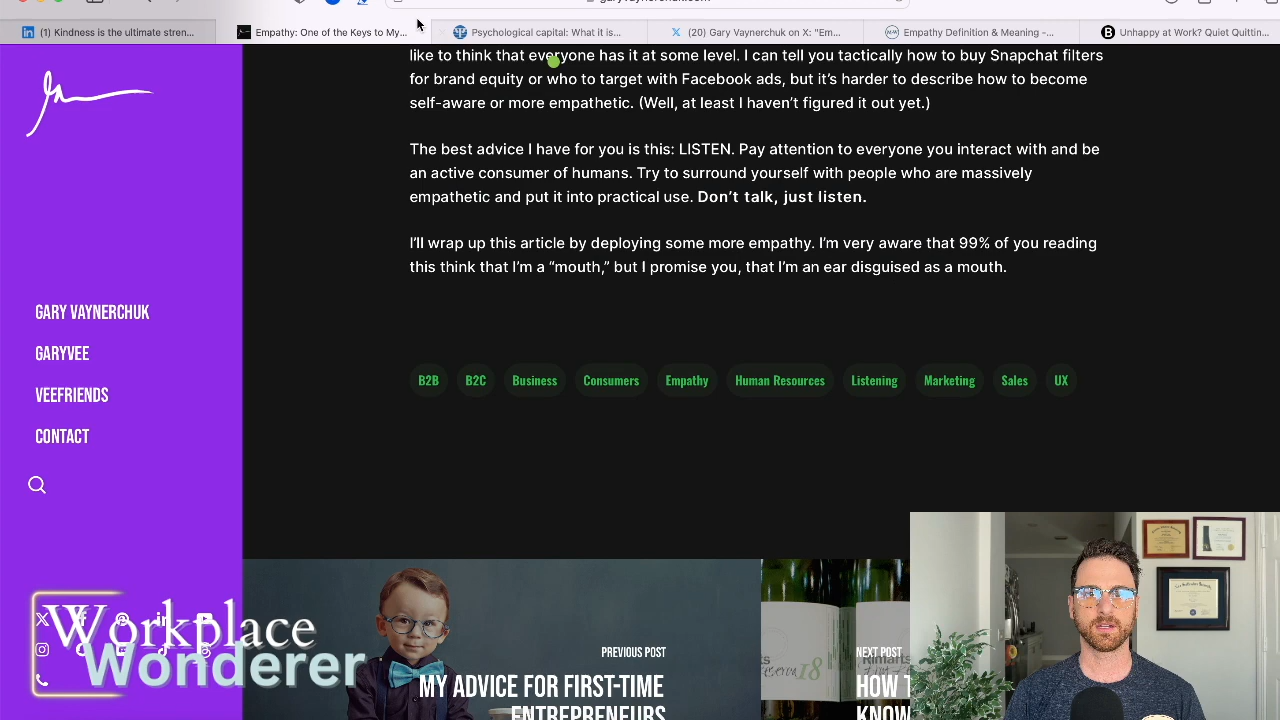 garyvaynerchuk.com
(1) Kindness is the ultimate stren...
Empathy: One of the Keys to My...
Psychological capital: What it is...
(20) Gary Vaynerchuk on X: "Em...
Empathy Definition & Meaning –...
Unhappy at Work? Quiet Quittin...
like to think that everyone has it at some level. I can tell you tactically how to buy Snapchat filters
for brand equity or who to target with Facebook ads, but it’s harder to describe how to become
self-aware or more empathetic. (Well, at least I haven’t figured it out yet.)
The best advice I have for you is this: LISTEN. Pay attention to everyone you interact with and be
an active consumer of humans. Try to surround yourself with people who are massively
empathetic and put it into practical use. Don’t talk, just listen.
I’ll wrap up this article by deploying some more empathy. I’m very aware that 99% of you reading
this think that I’m a “mouth,” but I promise you, that I’m an ear disguised as a mouth.
GARY VAYNERCHUK
GARYVEE
VEEFRIENDS
CONTACT
B2B
B2C
Business
Consumers
Empathy
Human Resources
Listening
Marketing
Sales
UX
Workplace
Wonderer
PREVIOUS POST
MY ADVICE FOR FIRST-TIME
ENTREPRENEURS
18
NEXT POST
HOW T
KNOW